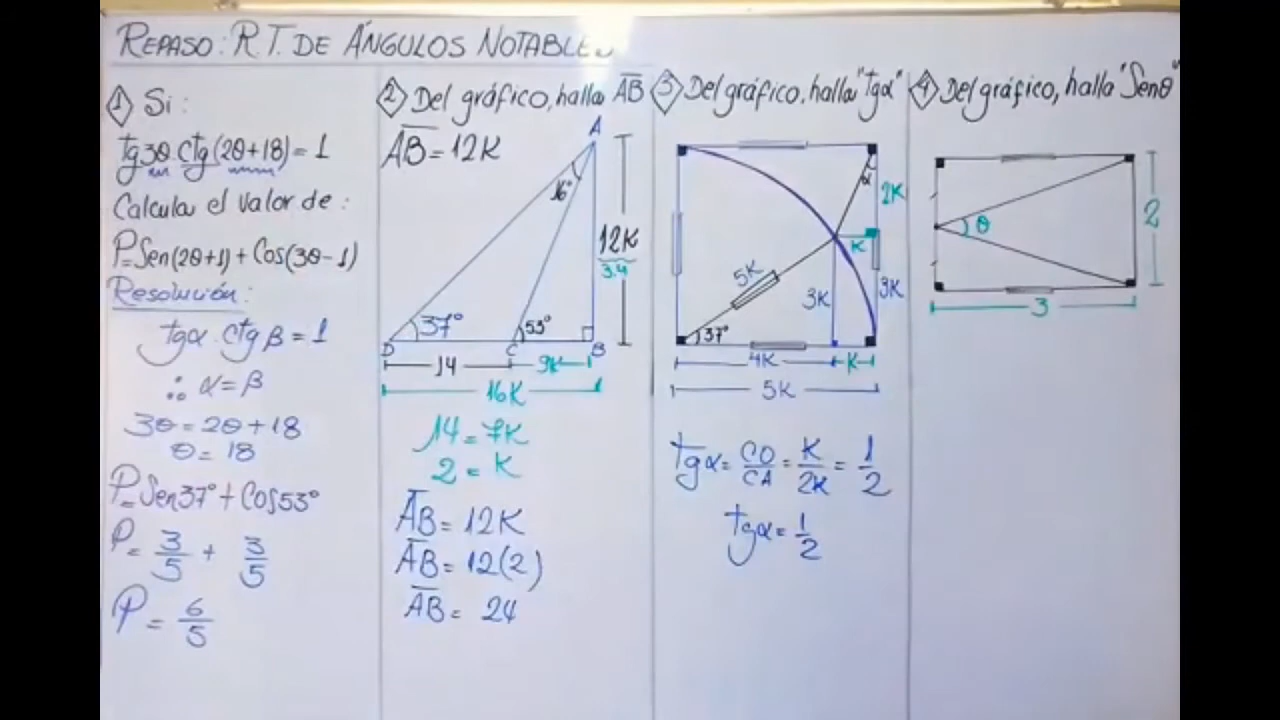 REPASO: R.T. DE ÁNGULOS NOTABLE
1 Si:
tg3θ.ctg(2θ+18)=1
Calcula el valor de:
P=Sen(2θ+1)+Cos(3θ-1)
Resolución:
tgα.ctgβ=1
∴ α=β
3θ=2θ+18
θ=18
P=Sen37°+Cos53°
P=3/5+3/5
P=6/5
2 Del gráfico, halla AB
AB=12K
A
16°
12K
3.4
37°
53°
D
C
B
14
9K
16K
14=7K
2=K
AB=12K
AB=12(2)
AB=24
3 Del gráfico, halla "tgα"
α
2K
K
5K
3K
3K
37°
4K
K
5K
tgα=CO/CA=K/2K=1/2
tgα=1/2
4 Del gráfico, halla "Senθ"
θ
2
3